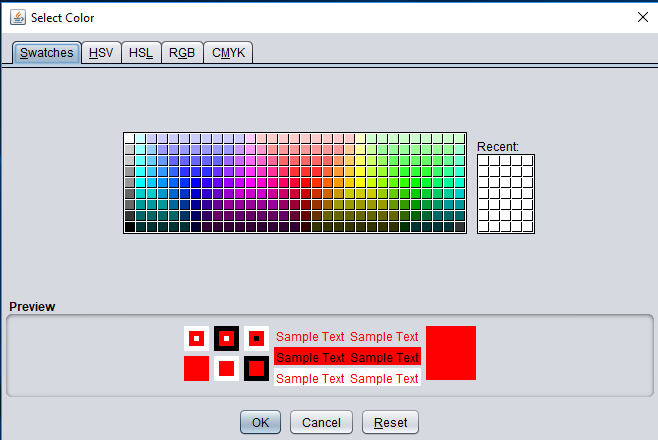 Select Color
Swatches HSV HSL RGB CMYK
Recent:
Preview
Sample Text Sample Text
Sample Text Sample Text
Sample Text Sample Text
OK Cancel Reset